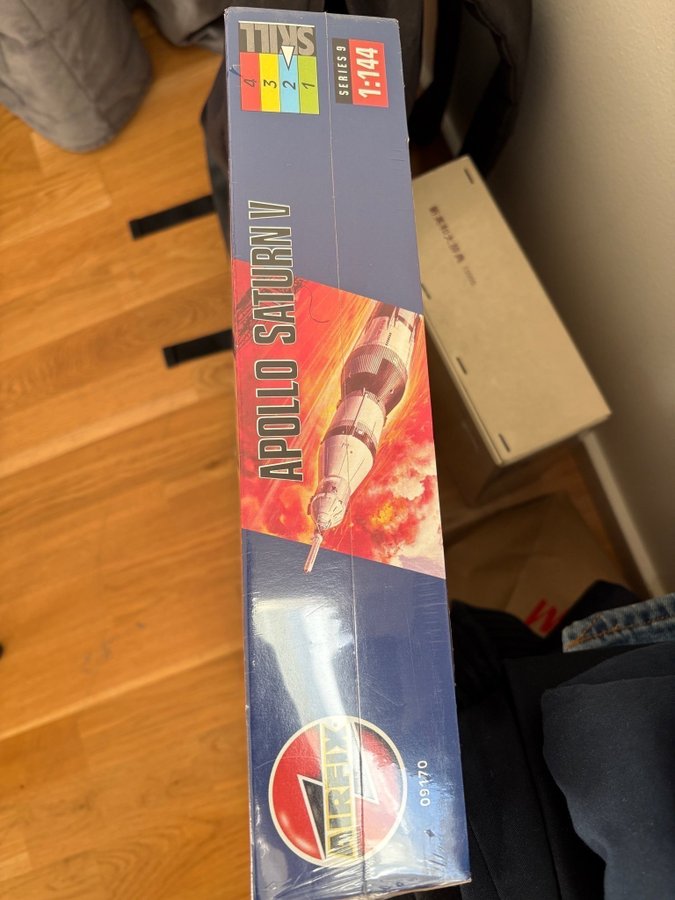 SKILL
4
3
2
1
SERIES 9
1:144
APOLLO SATURN V
AIRFIX
09170
M